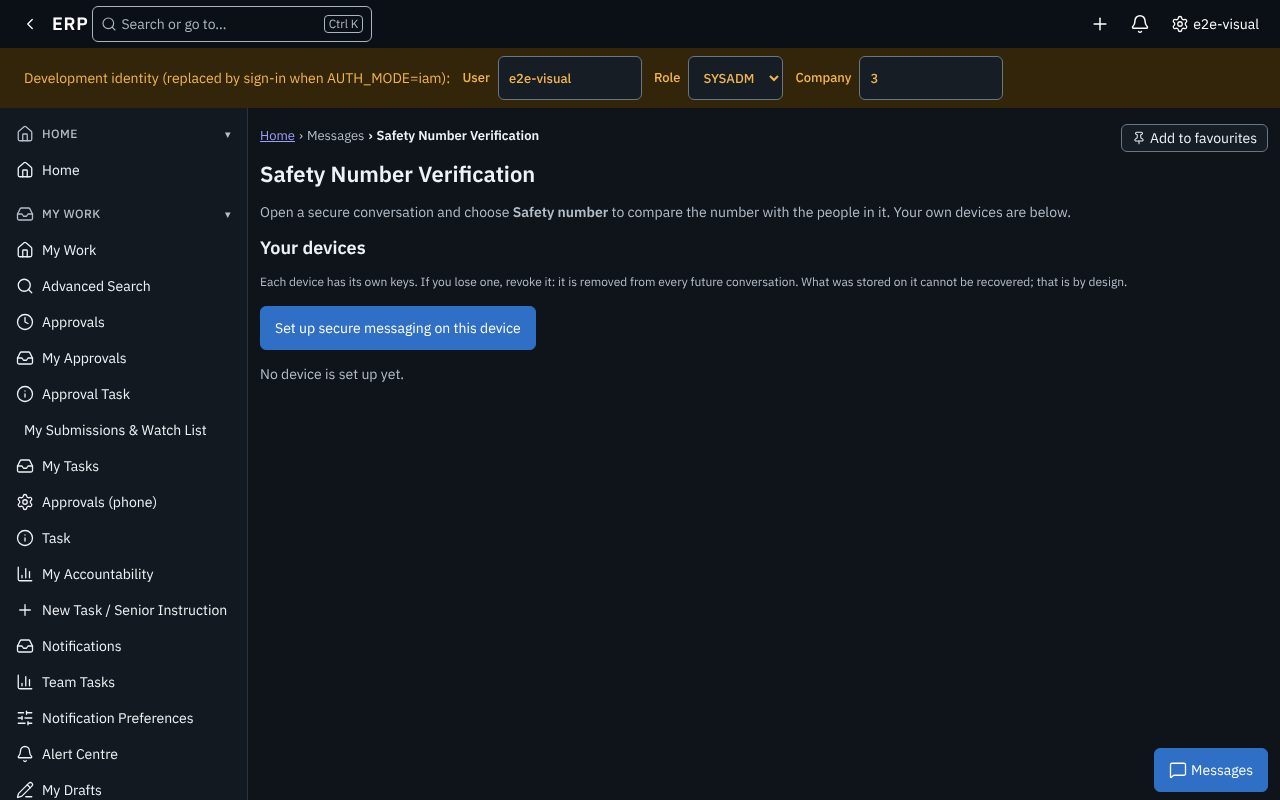 ERP
Search or go to...
Ctrl K
e2e-visual
Development identity (replaced by sign-in when AUTH_MODE=iam):
User
e2e-visual
Role
SYSADM
Company
3
HOME
Home
MY WORK
My Work
Advanced Search
Approvals
My Approvals
Approval Task
My Submissions & Watch List
My Tasks
Approvals (phone)
Task
My Accountability
New Task / Senior Instruction
Notifications
Team Tasks
Notification Preferences
Alert Centre
My Drafts
Home › Messages › Safety Number Verification
Add to favourites
Safety Number Verification
Open a secure conversation and choose Safety number to compare the number with the people in it. Your own devices are below.
Your devices
Each device has its own keys. If you lose one, revoke it: it is removed from every future conversation. What was stored on it cannot be recovered; that is by design.
Set up secure messaging on this device
No device is set up yet.
Messages